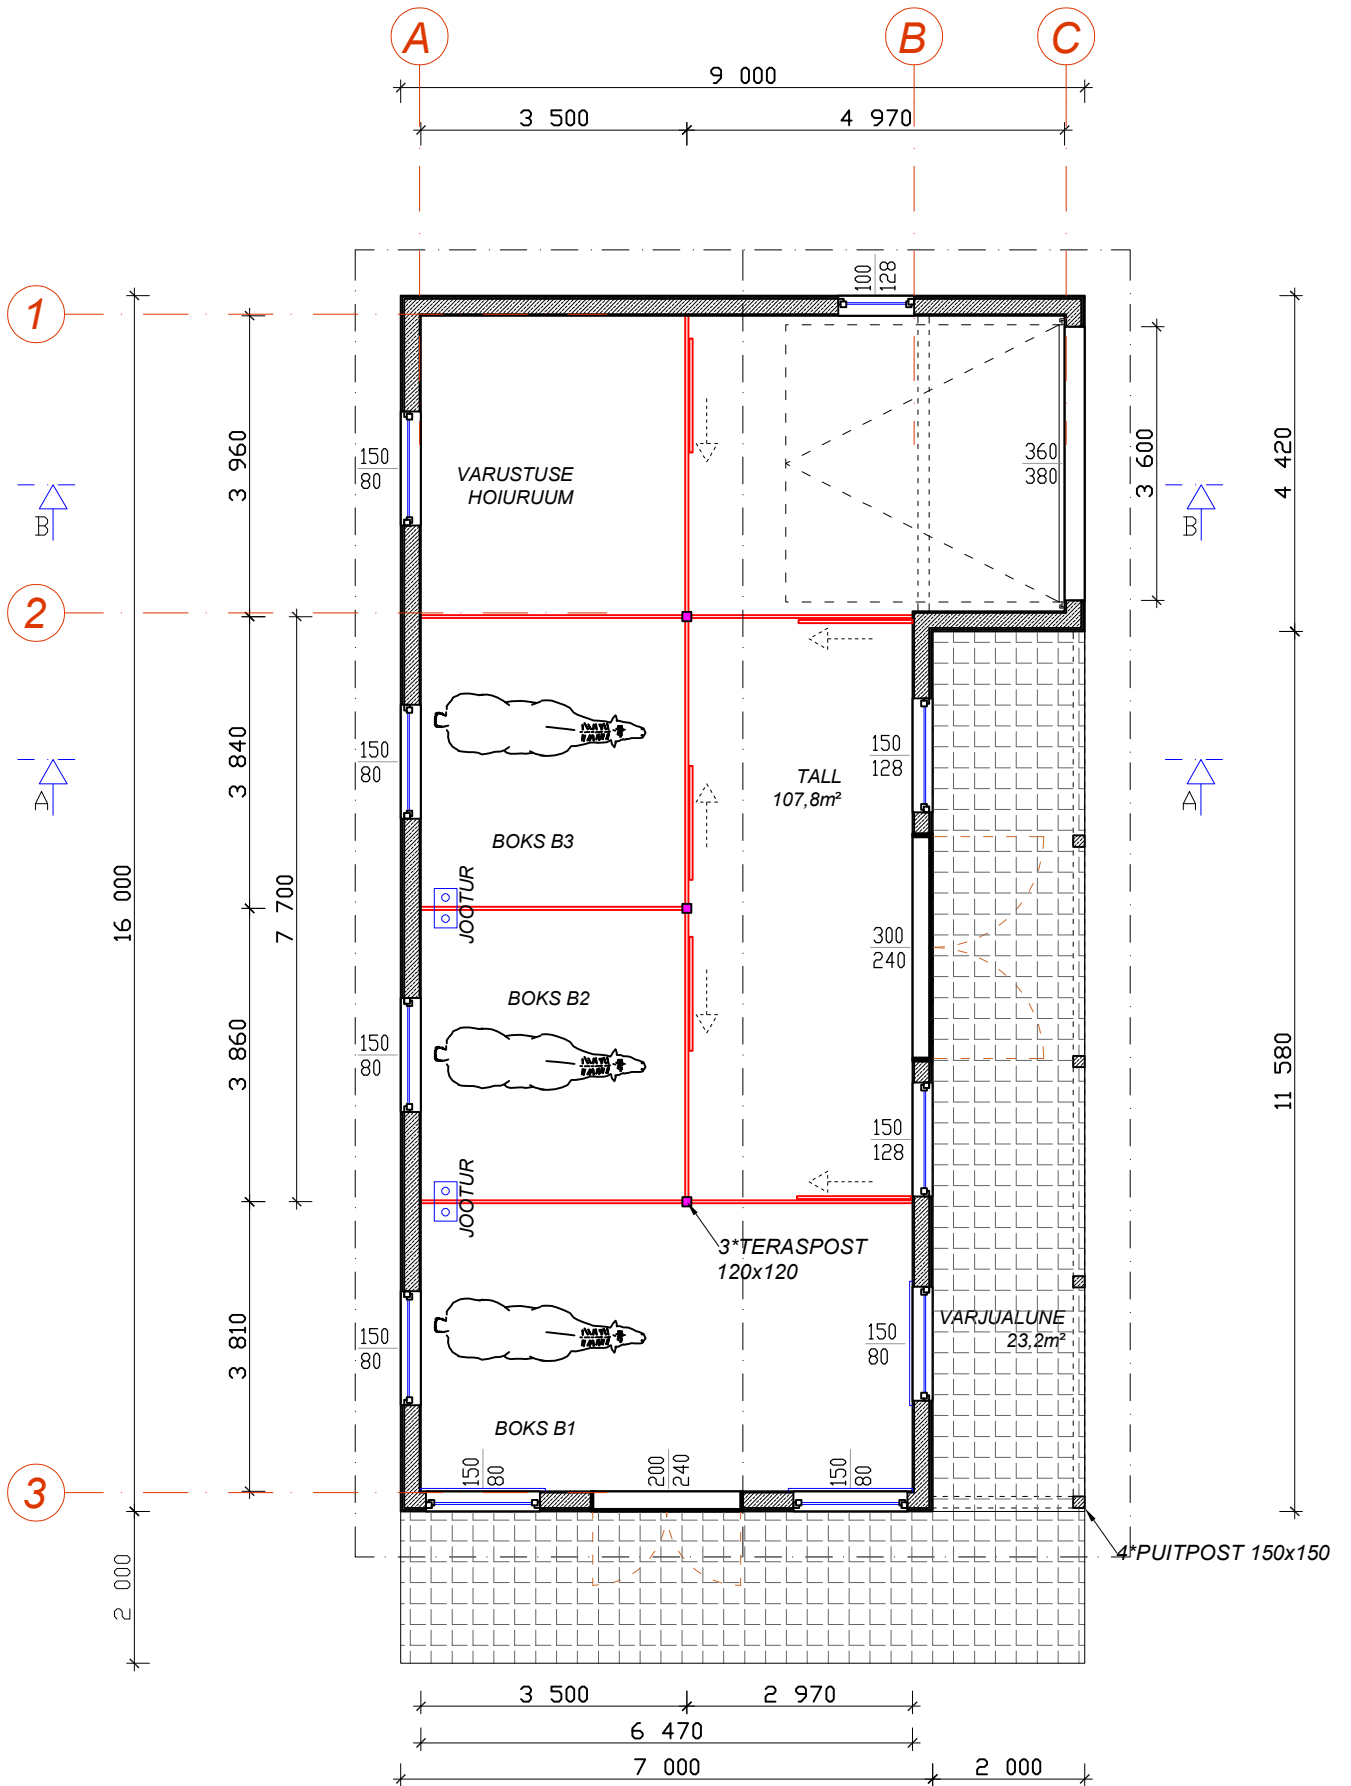 A
B
C
9 000
3 500
4 970
100
128
1
3 960
150
80
VARUSTUSE
HOIURUUM
360
380
3 600
4 420
B
B
2
3 840
150
80
150
128
TALL
107,8m²
A
A
BOKS B3
16 000
7 700
JOOTUR
300
240
BOKS B2
3 860
150
80
11 580
150
128
JOOTUR
3*TERASPOST
120x120
3 810
150
80
150
80
VARJUALUNE
23,2m²
BOKS B1
150
80
200
240
150
80
3
4*PUITPOST 150x150
2 000
3 500
2 970
6 470
7 000
2 000